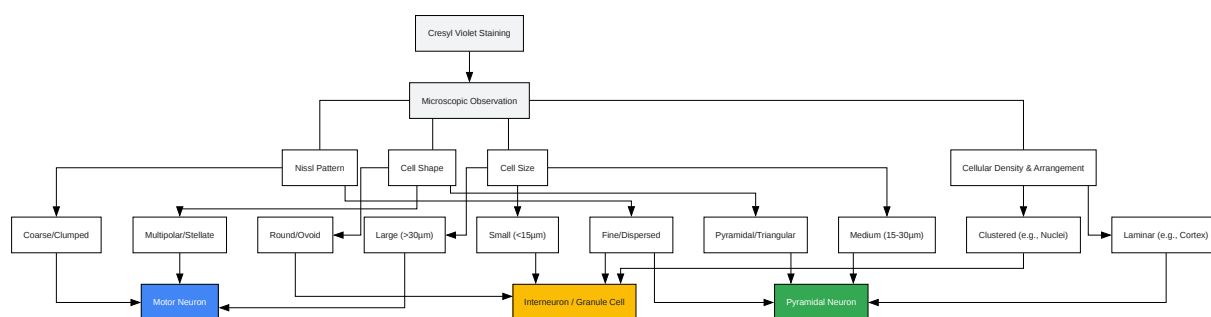 Cresyl Violet Staining
Microscopic Observation
Nissl Pattern
Cell Shape
Cell Size
Cellular Density & Arrangement
Coarse/Clumped
Multipolar/Stellate
Round/Ovoid
Large (>30µm)
Small (<15µm)
Fine/Dispersed
Pyramidal/Triangular
Medium (15-30µm)
Clustered (e.g., Nuclei)
Laminar (e.g., Cortex)
Motor Neuron
Interneuron / Granule Cell
Pyramidal Neuron